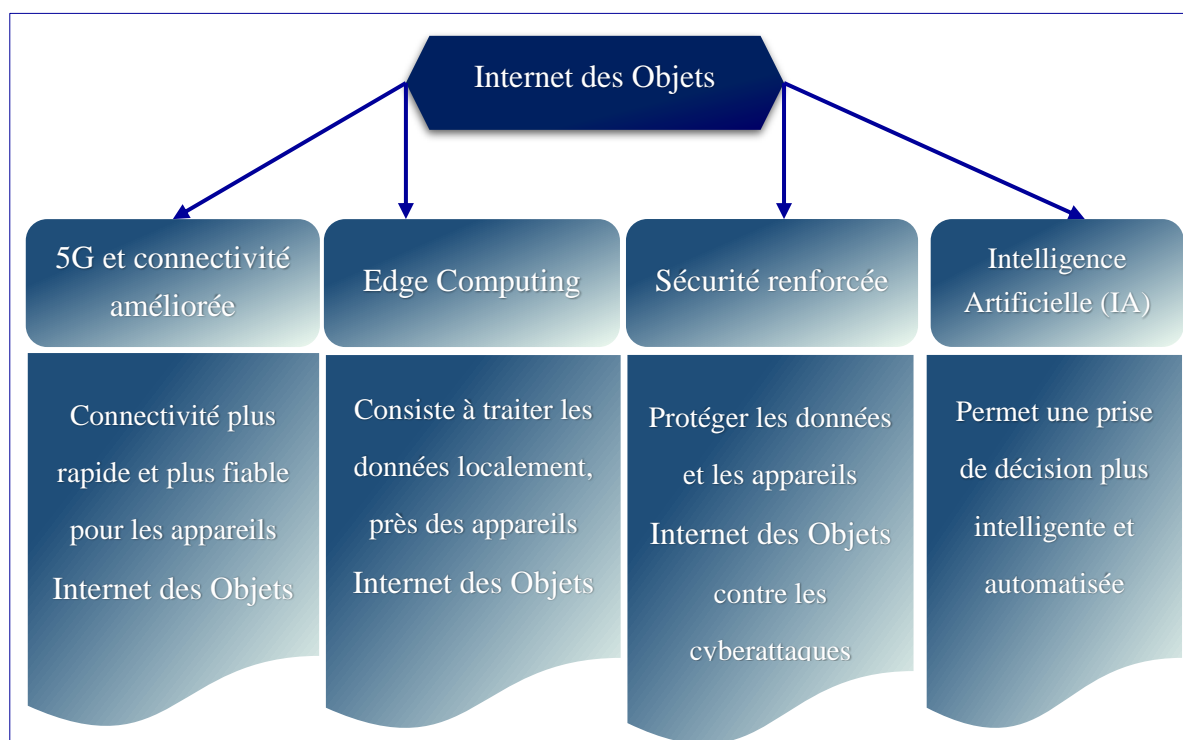 Internet des Objets
5G et connectivité
améliorée
Edge Computing
Sécurité renforcée
Intelligence
Artificielle (IA)
Connectivité plus
rapide et plus fiable
pour les appareils
Internet des Objets
Consiste à traiter les
données localement,
près des appareils
Internet des Objets
Protéger les données
et les appareils
Internet des Objets
contre les
cyberattaques
Permet une prise
de décision plus
intelligente et
automatisée